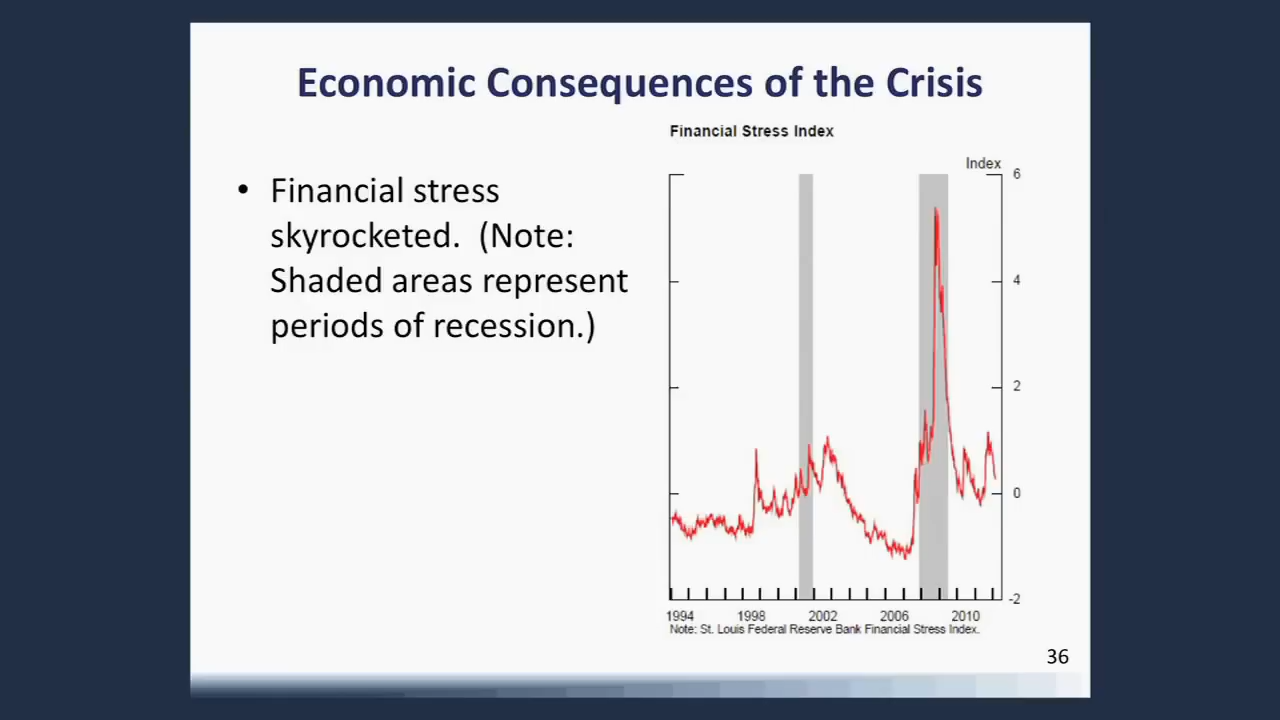 Economic Consequences of the Crisis
• Financial stress
skyrocketed. (Note:
Shaded areas represent
periods of recession.)
Financial Stress Index
Index
6
4
2
0
-2
1994 1998 2002 2006 2010
Note: St. Louis Federal Reserve Bank Financial Stress Index.
36